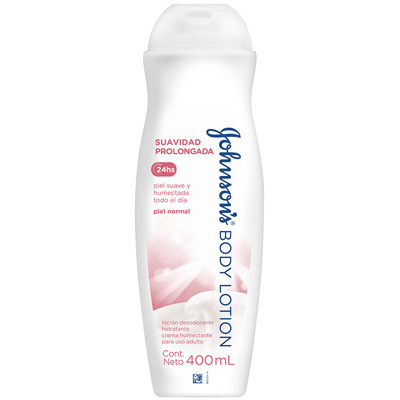 SUAVIDAD
PROLONGADA
24hs
piel suave y
humectada
todo el día
piel normal
Johnson's
BODY LOTION
loción desodorante
hidratante
crema humectante
para uso adulto
Cont.
Neto 400mL